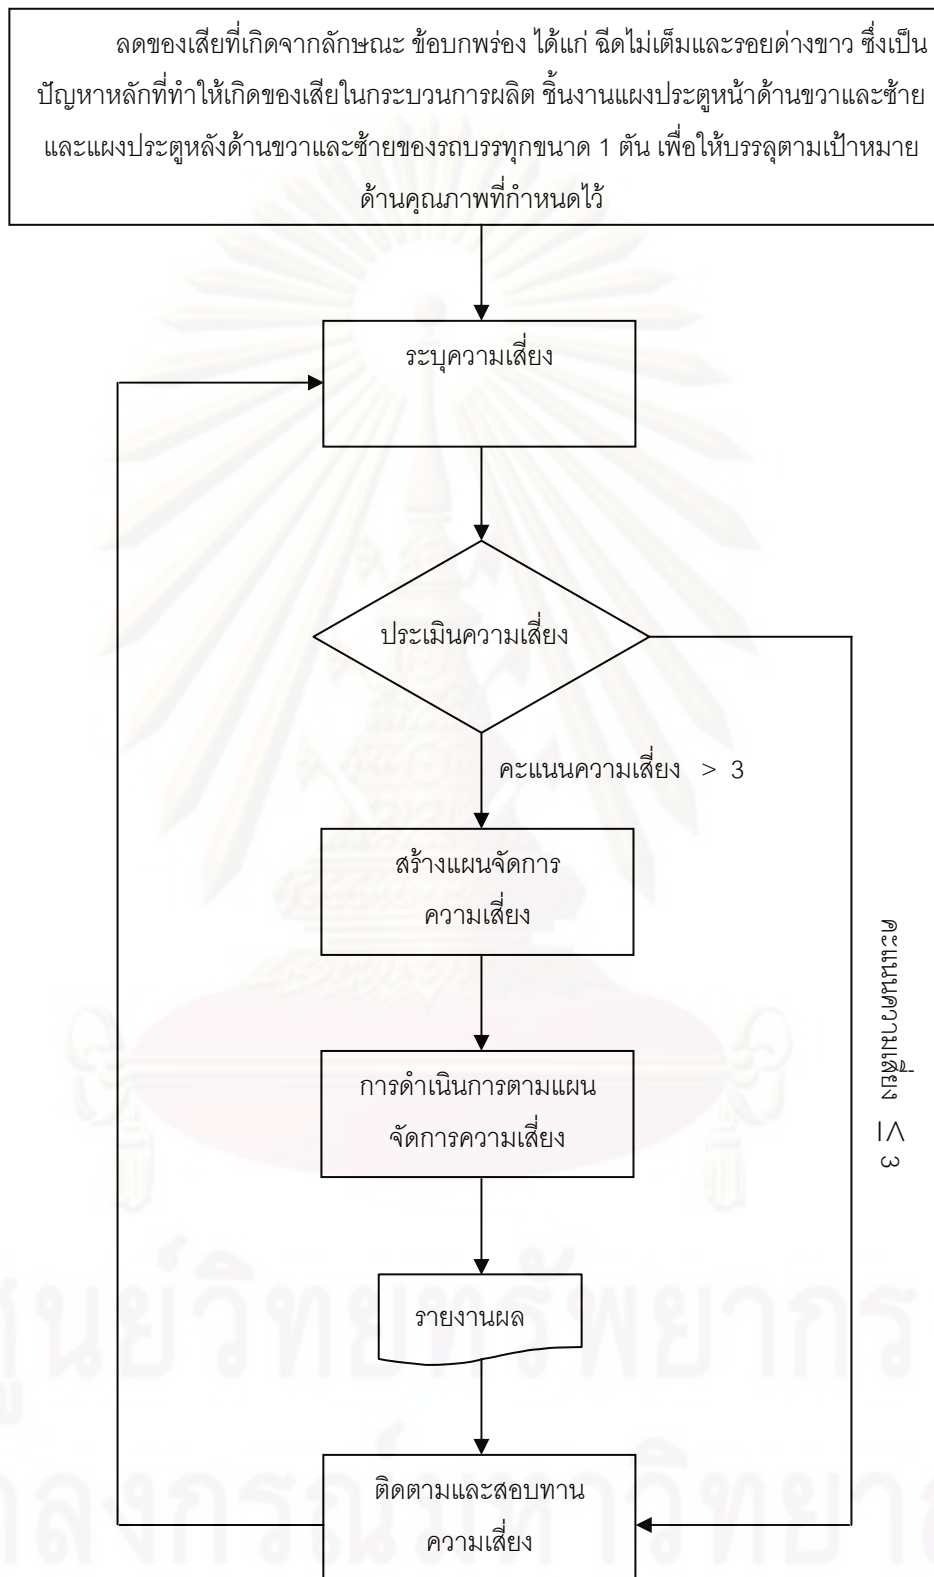 ลดของเสียที่เกิดจากลักษณะ ข้อบกพร่อง ได้แก่ ฉีดไม่เต็มและรอยด่างขาว ซึ่งเป็น
ปัญหาหลักที่ทำให้เกิดของเสียในกระบวนการผลิต ชิ้นงานแผงประตูหน้าด้านขวาและซ้าย
และแผงประตูหลังด้านขวาและซ้ายของรถบรรทุกขนาด 1 ตัน เพื่อให้บรรลุตามเป้าหมาย
ด้านคุณภาพที่กำหนดไว้
ระบุความเสี่ยง
ประเมินความเสี่ยง
คะแนนความเสี่ยง > 3
สร้างแผนจัดการ
ความเสี่ยง
คะแนนความเสี่ยง ≤ 3
การดำเนินการตามแผน
จัดการความเสี่ยง
รายงานผล
ติดตามและสอบทาน
ความเสี่ยง
ศูนย์วิทยทรัพยากร